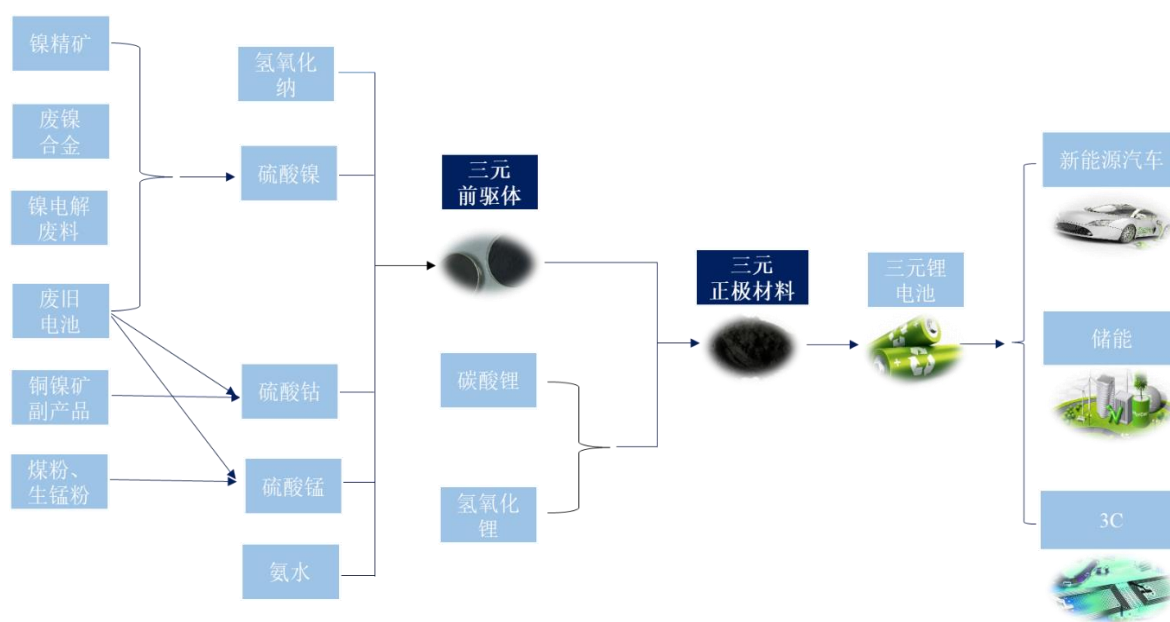 镍精矿
废镍
合金
镍电解
废料
废旧
电池
铜镍矿
副产品
煤粉、
生锰粉
氢氧化
纳
硫酸镍
硫酸钴
硫酸锰
氨水
三元
前驱体
碳酸锂
氢氧化
锂
三元
正极材料
三元锂
电池
新能源汽车
储能
3C